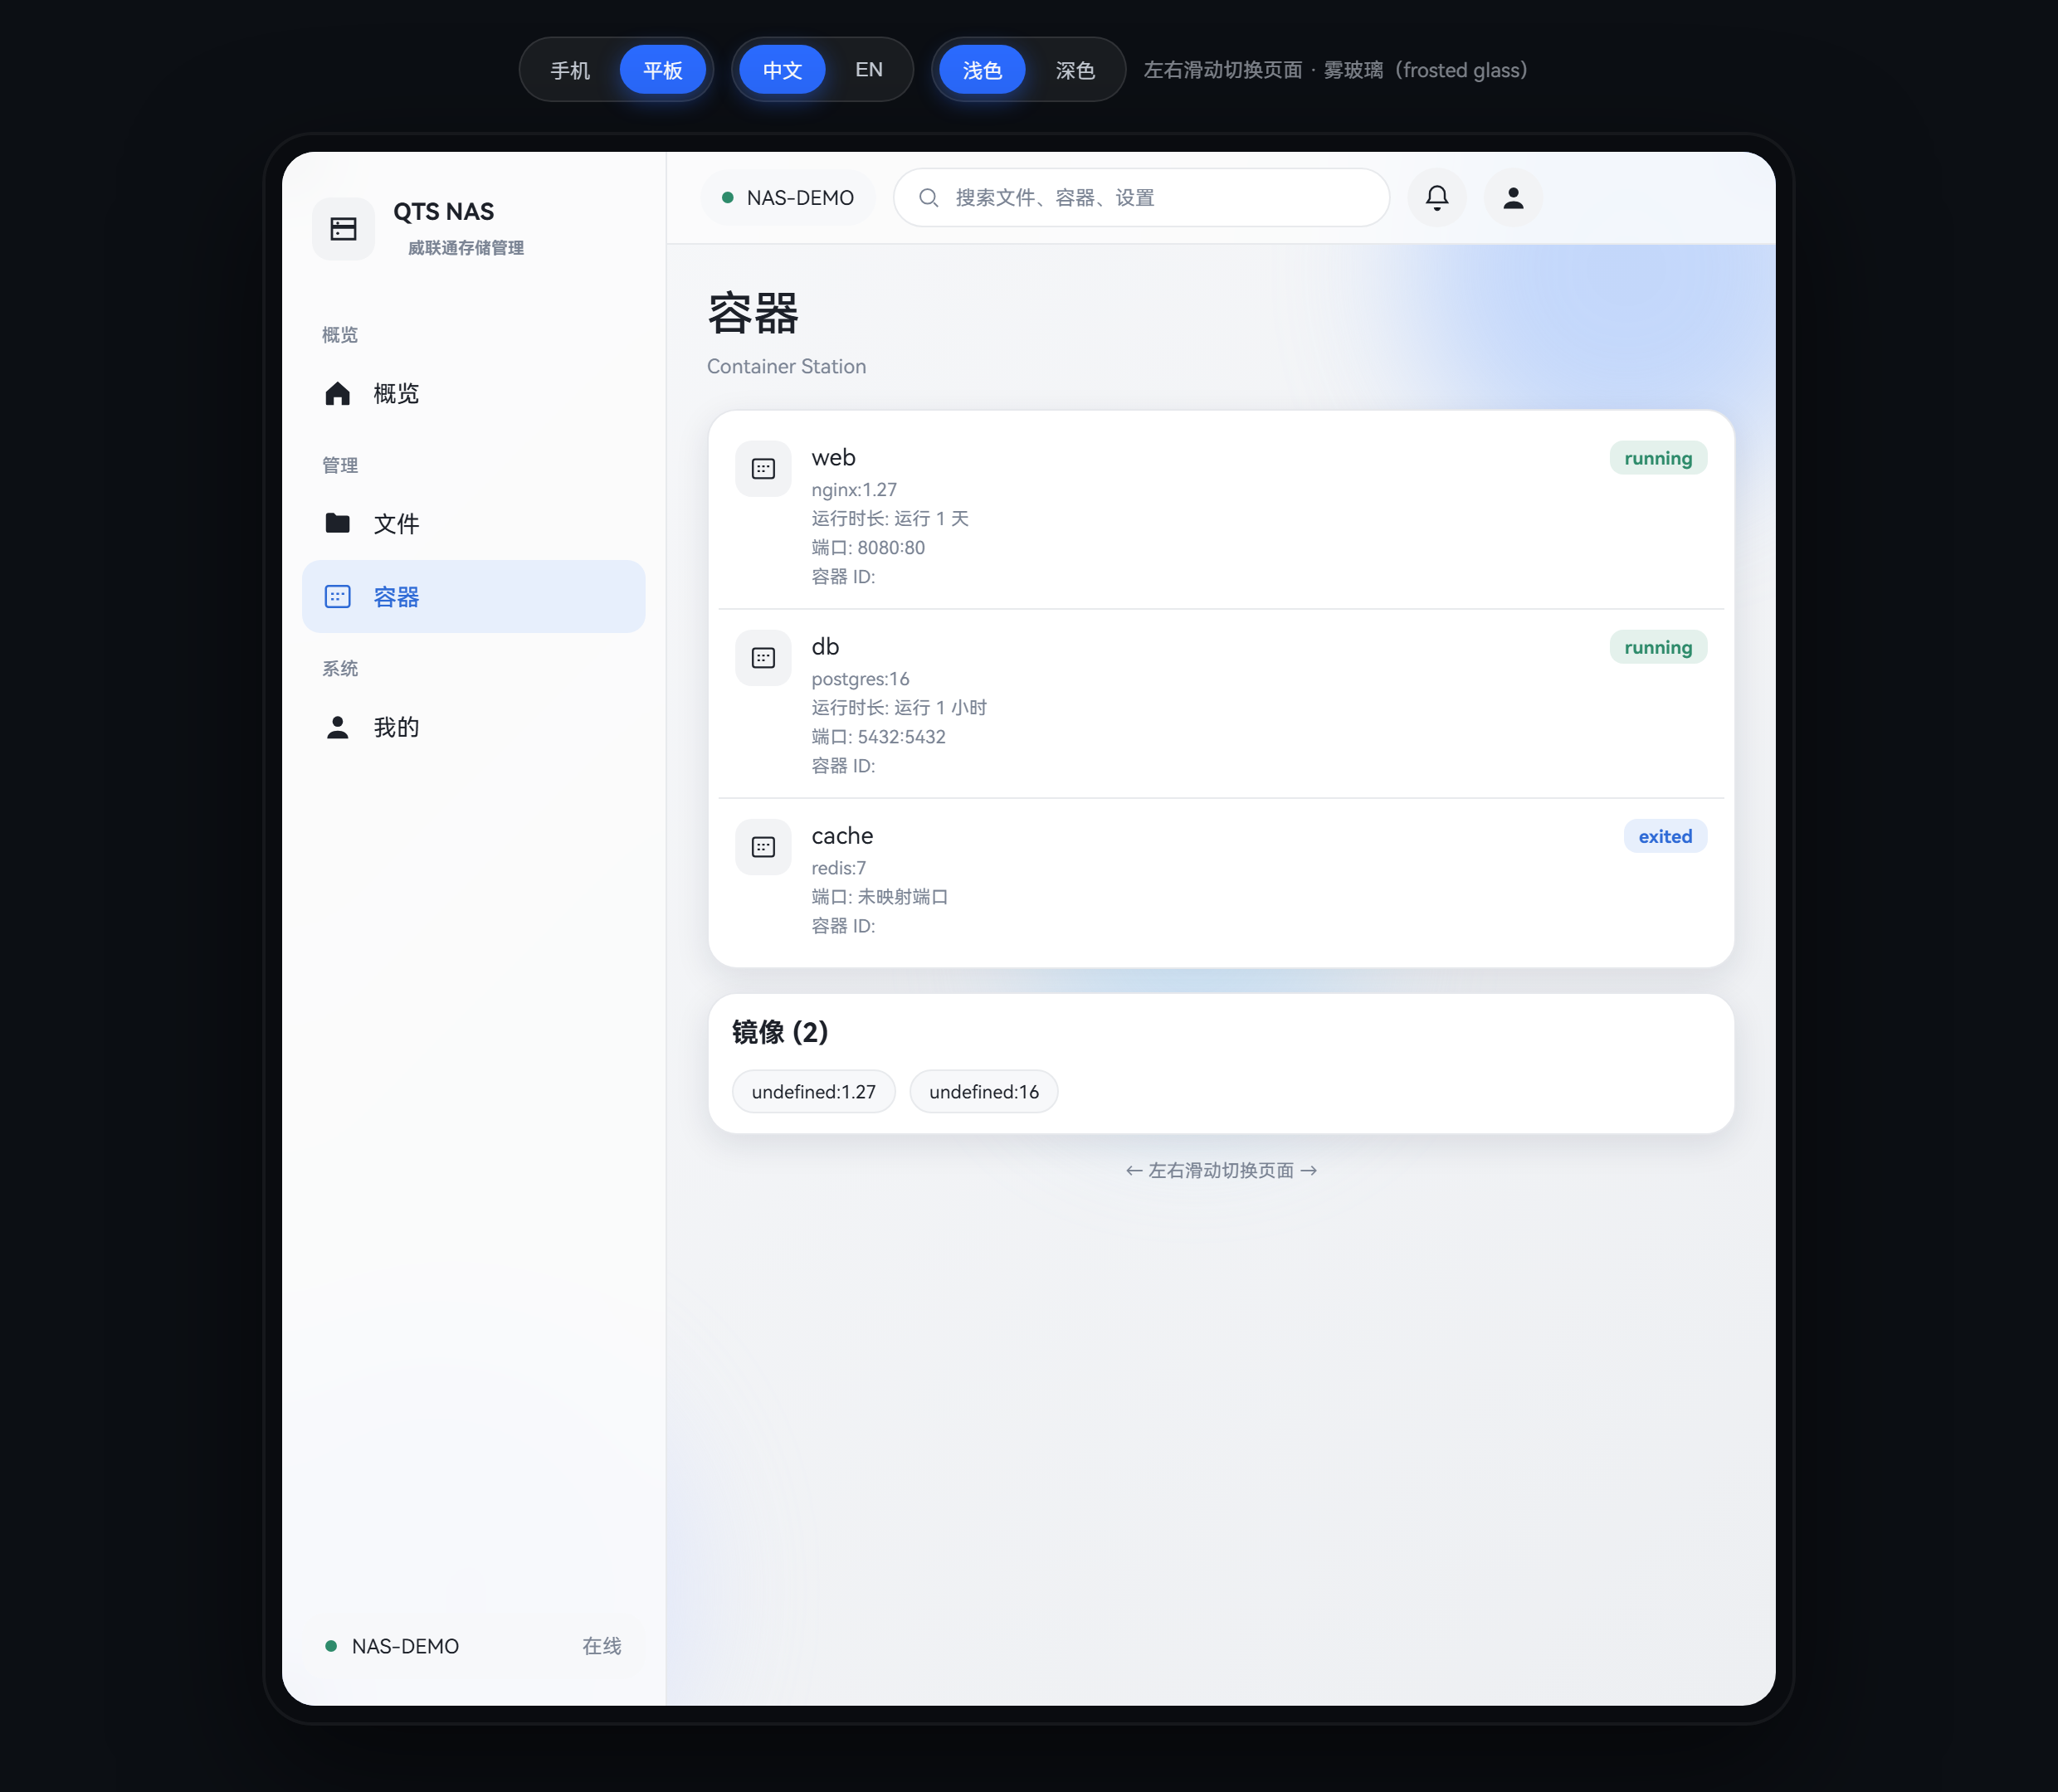 手机 平板 中文 EN 浅色 深色 左右滑动切换页面 · 雾玻璃（frosted glass）
QTS NAS
威联通存储管理
概览
概览
管理
文件
容器
系统
我的
NAS-DEMO 在线
NAS-DEMO 搜索文件、容器、设置
容器
Container Station
web running
nginx:1.27
运行时长: 运行 1 天
端口: 8080:80
容器 ID:
db running
postgres:16
运行时长: 运行 1 小时
端口: 5432:5432
容器 ID:
cache exited
redis:7
端口: 未映射端口
容器 ID:
镜像 (2)
undefined:1.27 undefined:16
← 左右滑动切换页面 →